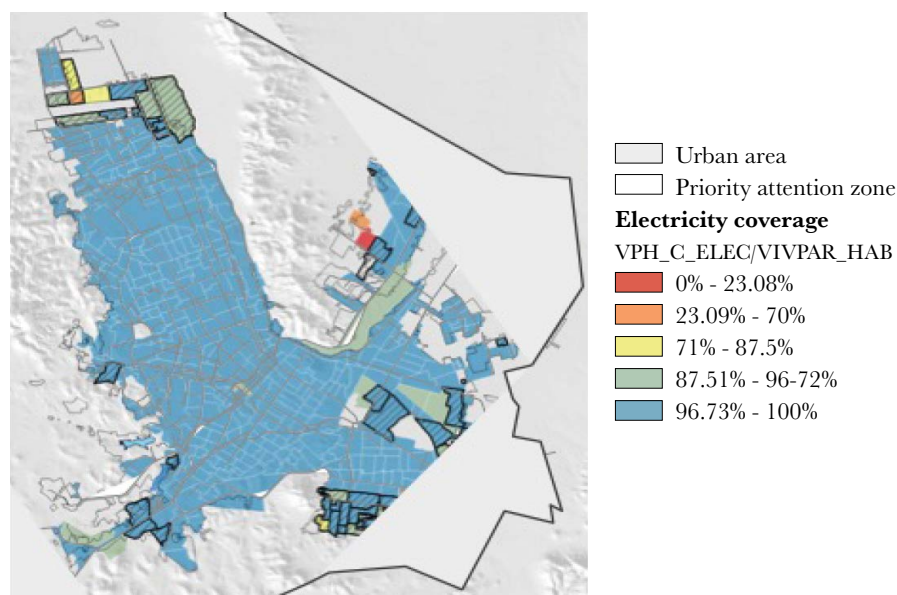 Urban area
Priority attention zone
Electricity coverage
VPH_C_ELEC/VIVPAR_HAB
0% - 23.08%
23.09% - 70%
71% - 87.5%
87.51% - 96-72%
96.73% - 100%